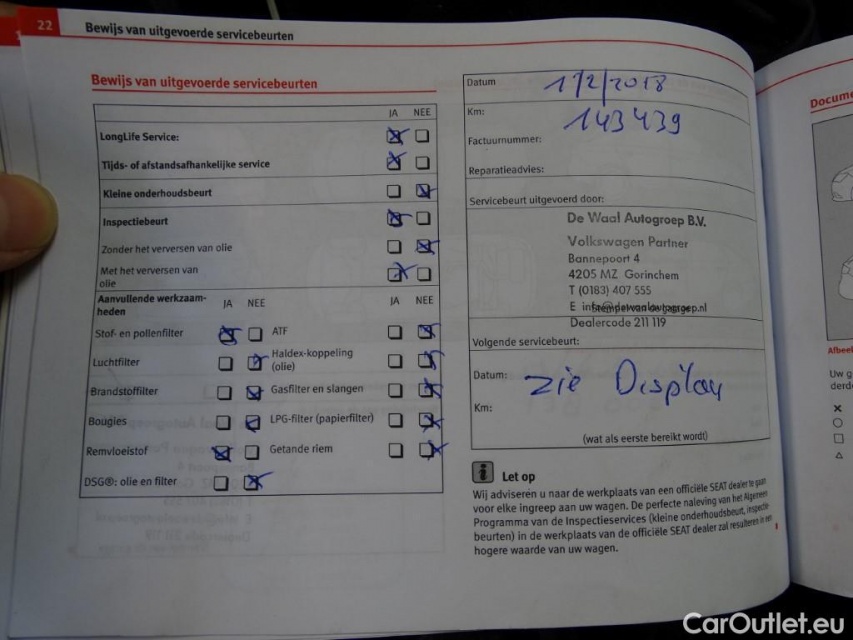 22 Bewijs van uitgevoerde servicebeurten
Bewijs van uitgevoerde servicebeurten
JA NEE
LongLife Service:
Tijds- of afstandsafhankelijke service
Kleine onderhoudsbeurt
Inspectiebeurt
Zonder het verversen van olie
Met het verversen van
olie
Aanvullende werkzaam-
heden
JA NEE
JA NEE
Stof- en pollenfilter
ATF
Luchtfilter
Haldex-koppeling
(olie)
Brandstoffilter
Gasfilter en slangen
Bougies
LPG-filter (papierfilter)
Remvloeistof
Getande riem
DSG®: olie en filter
Datum 1/2/2018
Km: 143439
Factuurnummer:
Reparatieadvies:
Servicebeurt uitgevoerd door:
De Waal Autogroep B.V.
Volkswagen Partner
Bannepoort 4
4205 MZ Gorinchem
T (0183) 407 555
E info@dewaalautogroep.nl
Dealercode 211 119
Volgende servicebeurt:
Datum: zie Display
Km:
(wat als eerste bereikt wordt)
Let op
Wij adviseren u naar de werkplaats van een officiële SEAT dealer te gaan
voor elke ingreep aan uw wagen. De perfecte naleving van het Algemeen
Programma van de Inspectieservices (kleine onderhoudsbeurt, inspectie-
beurten) in de werkplaats van de officiële SEAT dealer zal resulteren in een
hogere waarde van uw wagen.
Docume
Afbeel
Uw g
derde
CarOutlet.eu